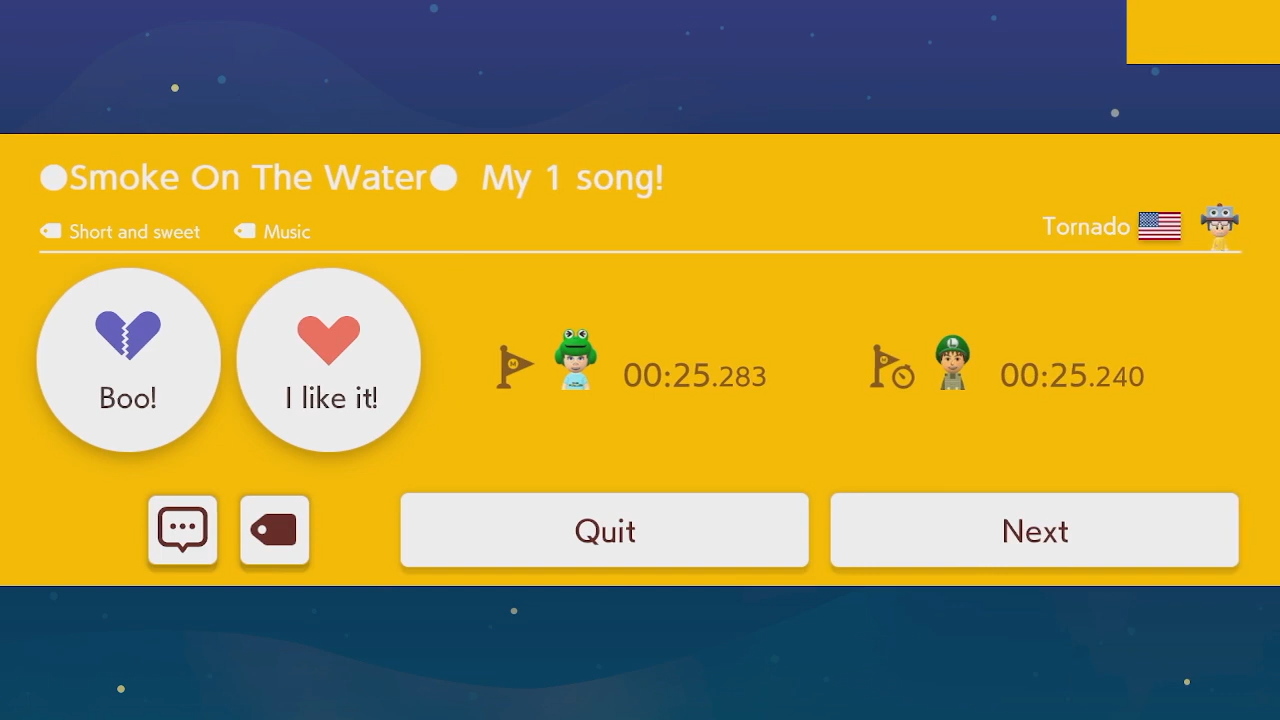 ●Smoke On The Water● My 1 song!
Short and sweet Music
Tornado
00:25.283 00:25.240
Boo! I like it!
Quit Next